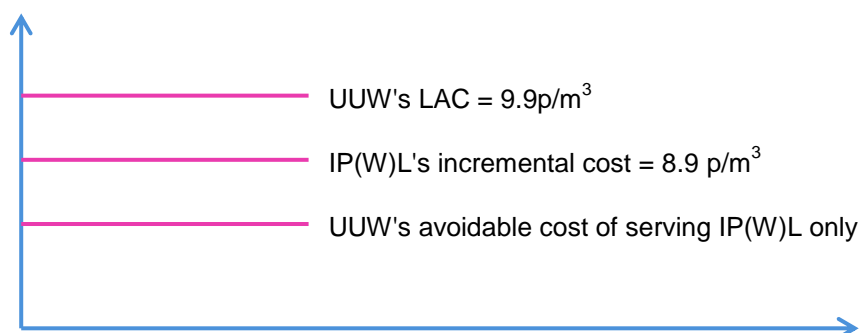 UUW's LAC = 9.9p/m³
IP(W)L's incremental cost = 8.9 p/m³
UUW's avoidable cost of serving IP(W)L only